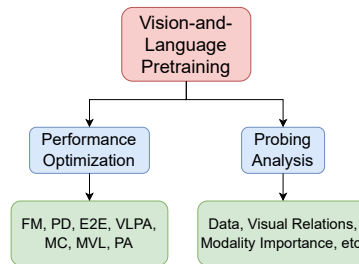 Vision-and-
Language
Pretraining
Performance
Optimization
Probing
Analysis
FM, PD, E2E, VLPA,
MC, MVL, PA
Data, Visual Relations,
Modality Importance, etc